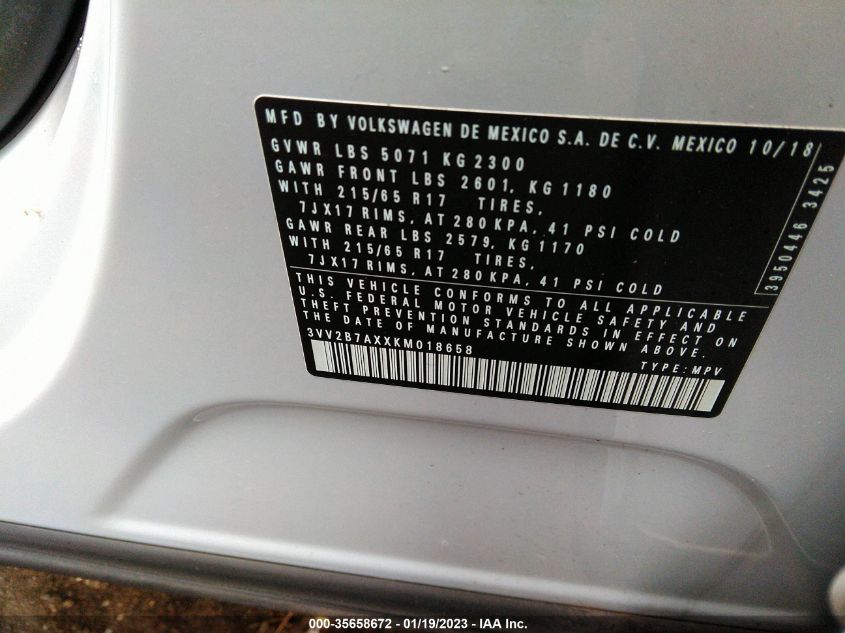 MFD BY VOLKSWAGEN DE MEXICO S.A. DE C.V. MEXICO 10/18
GVWR LBS 5071 KG 2300
GAWR FRONT LBS 2601, KG 1180
WITH 215/65 R17 TIRES,
7JX17 RIMS, AT 280 KPA, 41 PSI COLD
GAWR REAR LBS 2579, KG 1170
WITH 215/65 R17 TIRES,
7JX17 RIMS, AT 280 KPA, 41 PSI COLD
3950446 3425
THIS VEHICLE CONFORMS TO ALL APPLICABLE
U.S. FEDERAL MOTOR VEHICLE SAFETY AND
THEFT PREVENTION STANDARDS IN EFFECT ON
THE DATE OF MANUFACTURE SHOWN ABOVE.
3VV2B7AXXKM018658
TYPE: MPV
000-35658672 - 01/19/2023 - IAA Inc.